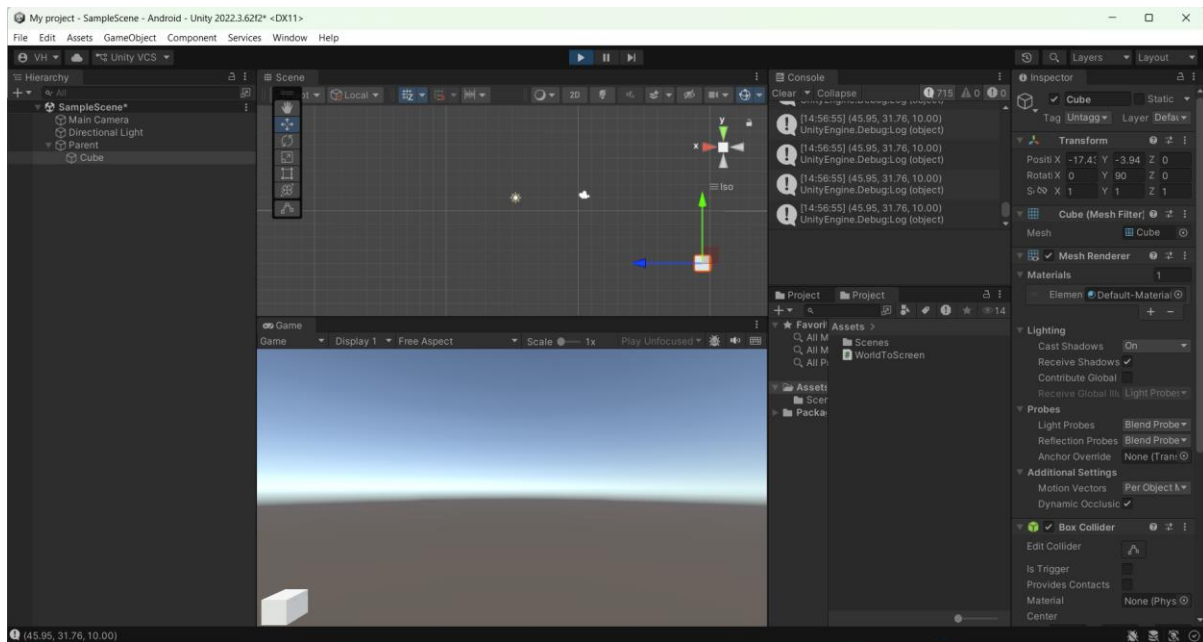 My project - SampleScene - Android - Unity 2022.3.62f2* <DX11>
File Edit Assets GameObject Component Services Window Help
VH Unity VCS
Layers Layout
Hierarchy
All
SampleScene*
Main Camera
Directional Light
Parent
Cube
Scene
Local
2D
y
x
Iso
Game
Game Display 1 Free Aspect Scale 1x Play Unfocused
Console
Clear Collapse 715 0 0
UnityEngine.Debug:Log (object)
[14:56:55] (45.95, 31.76, 10.00)
UnityEngine.Debug:Log (object)
[14:56:55] (45.95, 31.76, 10.00)
UnityEngine.Debug:Log (object)
[14:56:55] (45.95, 31.76, 10.00)
UnityEngine.Debug:Log (object)
[14:56:55] (45.95, 31.76, 10.00)
UnityEngine.Debug:Log (object)
Project Project
14
Favori
All M
All M
All P
Assets
Scen
Packa
Assets >
Scenes
WorldToScreen
Inspector
Cube Static
Tag Untagg Layer Defau
Transform
Positi X -17.4 Y -3.94 Z 0
Rotati X 0 Y 90 Z 0
X 1 Y 1 Z 1
Cube (Mesh Filter)
Mesh Cube
Mesh Renderer
Materials 1
Elemen Default-Material
Lighting
Cast Shadows On
Receive Shadows
Contribute Global
Receive Global Illu Light Probes
Probes
Light Probes Blend Probe
Reflection Probes Blend Probe
Anchor Override None (Trans
Additional Settings
Motion Vectors Per Object M
Dynamic Occlusic
Box Collider
Edit Collider
Is Trigger
Provides Contacts
Material None (Phys
Center
(45.95, 31.76, 10.00)